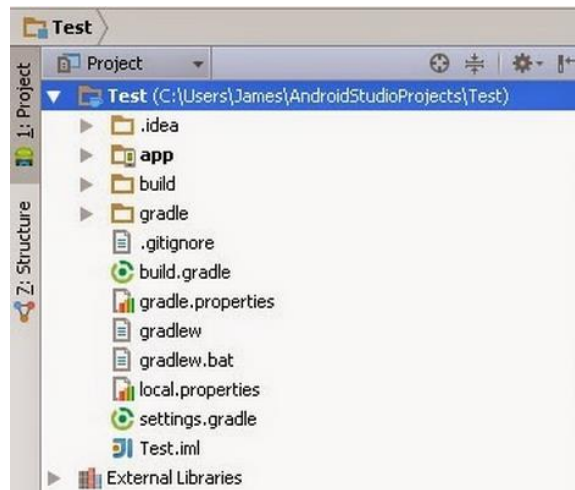 Test
Project
Test (C:\Users\James\AndroidStudioProjects\Test)
.idea
app
build
gradle
.gitignore
build.gradle
gradle.properties
gradlew
gradlew.bat
local.properties
settings.gradle
Test.iml
External Libraries
1: Project
7: Structure